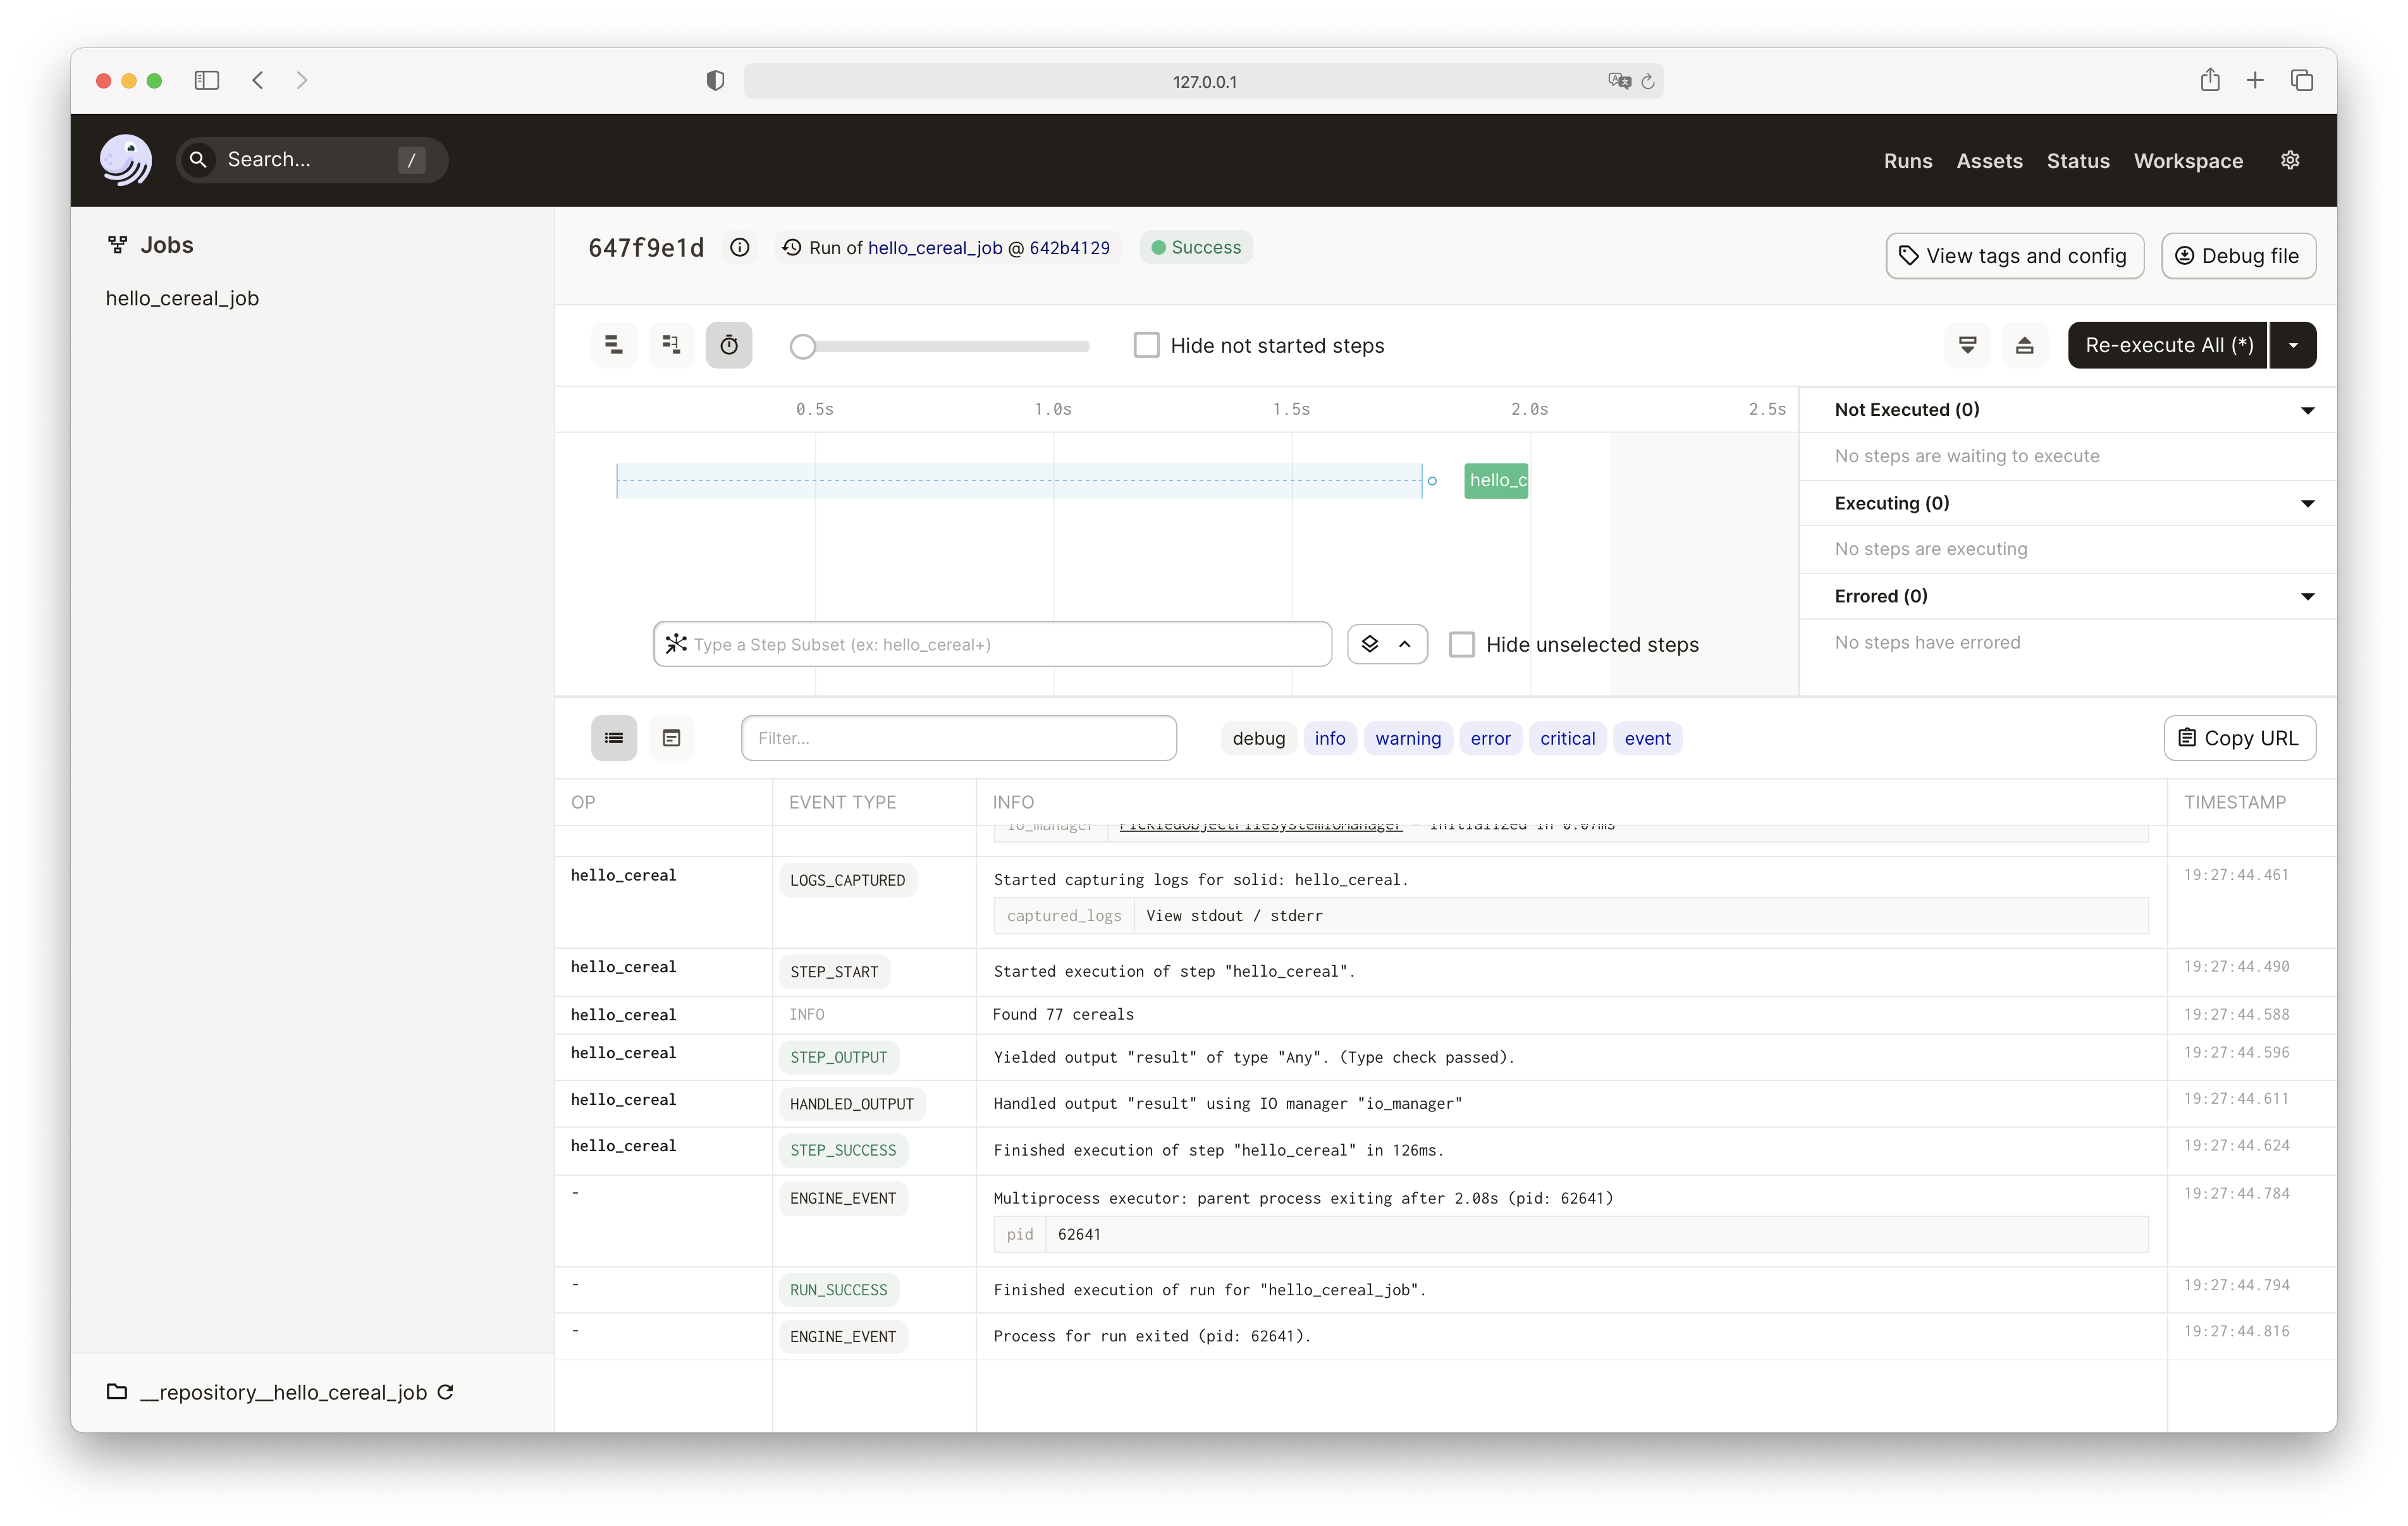 127.0.0.1
Search... /
Runs Assets Status Workspace
Jobs
hello_cereal_job
647f9e1d Run of hello_cereal_job @ 642b4129 Success
View tags and config Debug file
Hide not started steps
Re-execute All (*)
0.5s 1.0s 1.5s 2.0s 2.5s
hello_c
Type a Step Subset (ex: hello_cereal+)
Hide unselected steps
Not Executed (0)
No steps are waiting to execute
Executing (0)
No steps are executing
Errored (0)
No steps have errored
Filter...
debug info warning error critical event
Copy URL
OP EVENT TYPE INFO TIMESTAMP
io_manager PickledObjectFilesystemIOManager - initialized in 0.07ms
hello_cereal LOGS_CAPTURED Started capturing logs for solid: hello_cereal. 19:27:44.461
captured_logs View stdout / stderr
hello_cereal STEP_START Started execution of step "hello_cereal". 19:27:44.490
hello_cereal INFO Found 77 cereals 19:27:44.588
hello_cereal STEP_OUTPUT Yielded output "result" of type "Any". (Type check passed). 19:27:44.596
hello_cereal HANDLED_OUTPUT Handled output "result" using IO manager "io_manager" 19:27:44.611
hello_cereal STEP_SUCCESS Finished execution of step "hello_cereal" in 126ms. 19:27:44.624
- ENGINE_EVENT Multiprocess executor: parent process exiting after 2.08s (pid: 62641) 19:27:44.784
pid 62641
- RUN_SUCCESS Finished execution of run for "hello_cereal_job". 19:27:44.794
- ENGINE_EVENT Process for run exited (pid: 62641). 19:27:44.816
__repository__hello_cereal_job